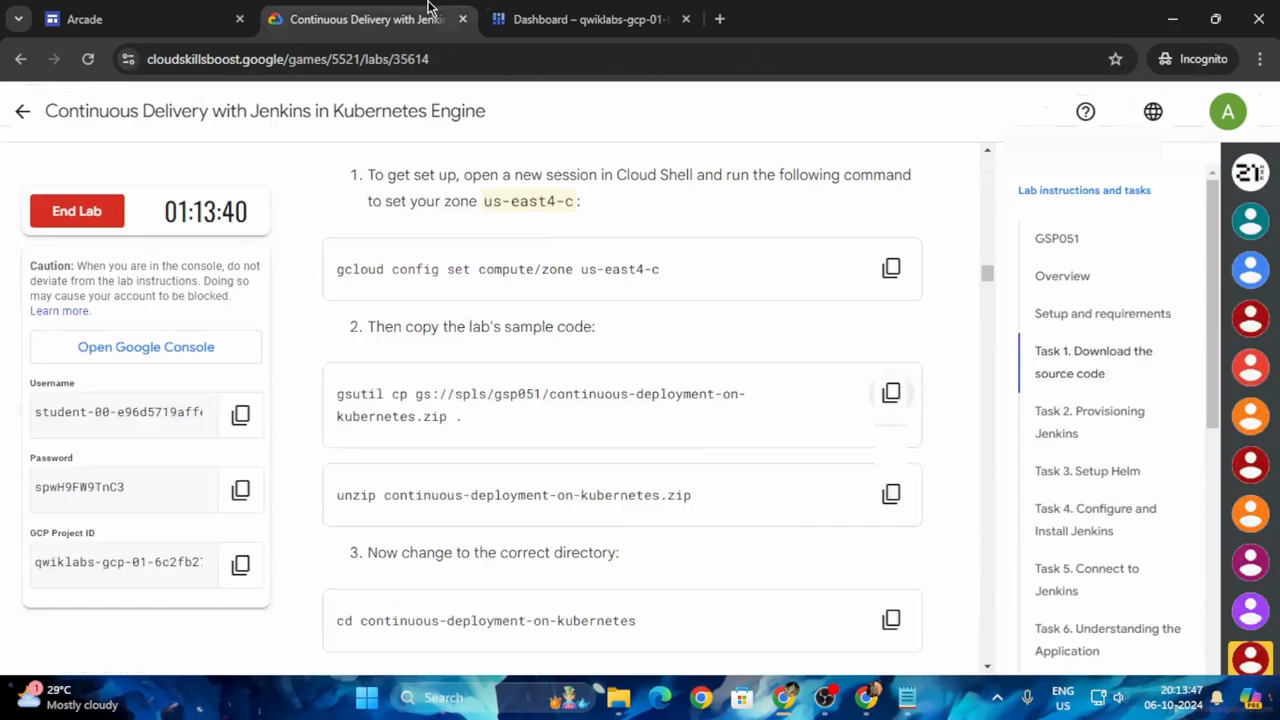 Arcade
Continuous Delivery with Jenki
Dashboard – qwiklabs-gcp-01-
cloudskillsboost.google/games/5521/labs/35614
Incognito
Continuous Delivery with Jenkins in Kubernetes Engine
A
End Lab
01:13:40
Caution: When you are in the console, do not
deviate from the lab instructions. Doing so
may cause your account to be blocked.
Learn more.
Open Google Console
Username
student-00-e96d5719affe
Password
spwH9FW9TnC3
GCP Project ID
qwiklabs-gcp-01-6c2fb2
1. To get set up, open a new session in Cloud Shell and run the following command
to set your zone us-east4-c:
gcloud config set compute/zone us-east4-c
2. Then copy the lab's sample code:
gsutil cp gs://spls/gsp051/continuous-deployment-on-
kubernetes.zip .
unzip continuous-deployment-on-kubernetes.zip
3. Now change to the correct directory:
cd continuous-deployment-on-kubernetes
Lab instructions and tasks
GSP051
Overview
Setup and requirements
Task 1. Download the
source code
Task 2. Provisioning
Jenkins
Task 3. Setup Helm
Task 4. Configure and
Install Jenkins
Task 5. Connect to
Jenkins
Task 6. Understanding the
Application
1
29°C
Mostly cloudy
Search
ENG
US
20:13:47
06-10-2024
PRE